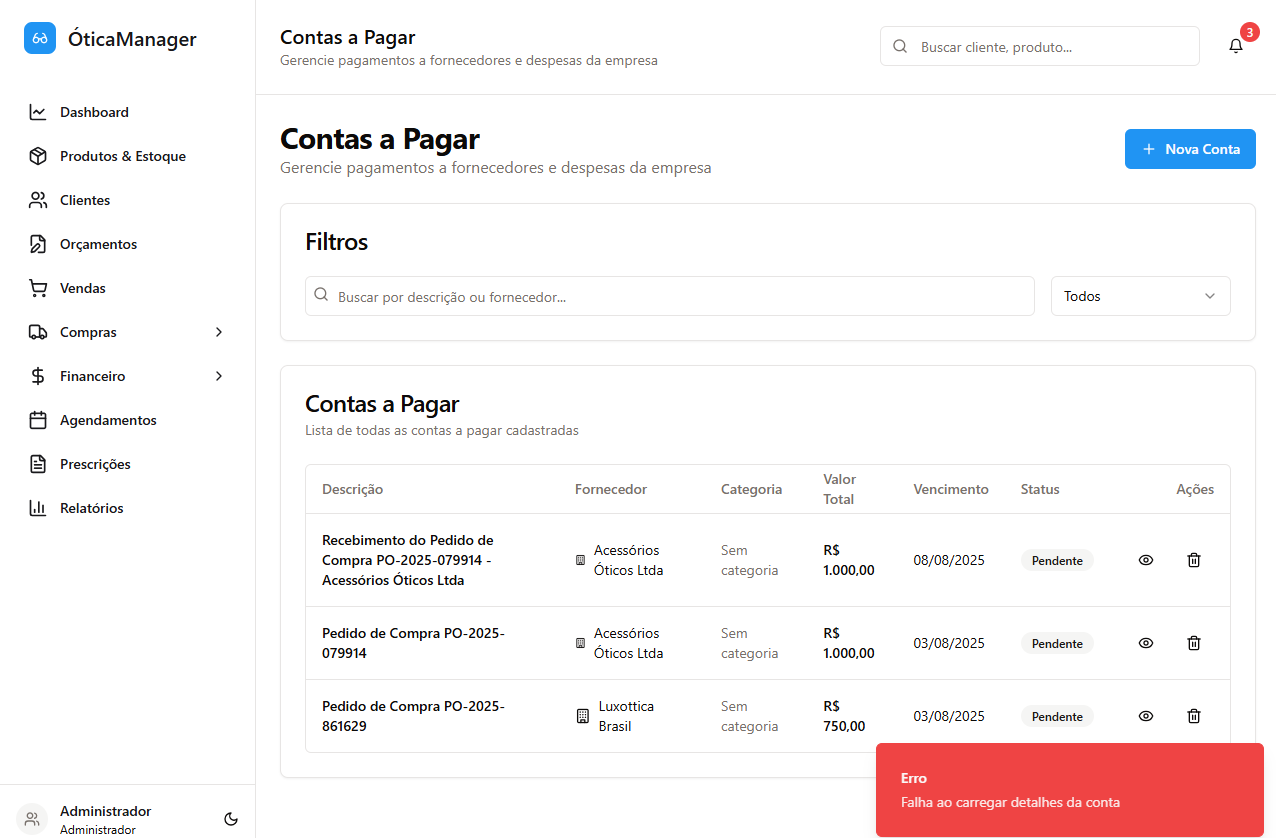 ÓticaManager
Dashboard
Produtos & Estoque
Clientes
Orçamentos
Vendas
Compras
Financeiro
Agendamentos
Prescrições
Relatórios
Administrador
Administrador
Contas a Pagar
Gerencie pagamentos a fornecedores e despesas da empresa
Buscar cliente, produto...
3
Contas a Pagar
Gerencie pagamentos a fornecedores e despesas da empresa
Nova Conta
Filtros
Buscar por descrição ou fornecedor...
Todos
Contas a Pagar
Lista de todas as contas a pagar cadastradas
Descrição
Fornecedor
Categoria
Valor
Total
Vencimento
Status
Ações
Recebimento do Pedido de
Compra PO-2025-079914 -
Acessórios Óticos Ltda
Acessórios
Óticos Ltda
Sem
categoria
R$
1.000,00
08/08/2025
Pendente
Pedido de Compra PO-2025-
079914
Acessórios
Óticos Ltda
Sem
categoria
R$
1.000,00
03/08/2025
Pendente
Pedido de Compra PO-2025-
861629
Luxottica
Brasil
Sem
categoria
R$
750,00
03/08/2025
Pendente
Erro
Falha ao carregar detalhes da conta